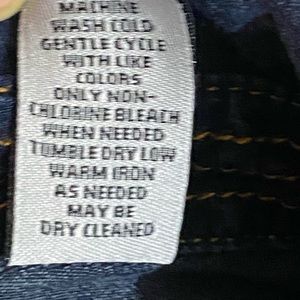 MACHINE
WASH COLD
GENTLE CYCLE
WITH LIKE
COLORS
ONLY NON-
CHLORINE BLEACH
WHEN NEEDED
TUMBLE DRY LOW
WARM IRON
AS NEEDED
MAY BE
DRY CLEANED